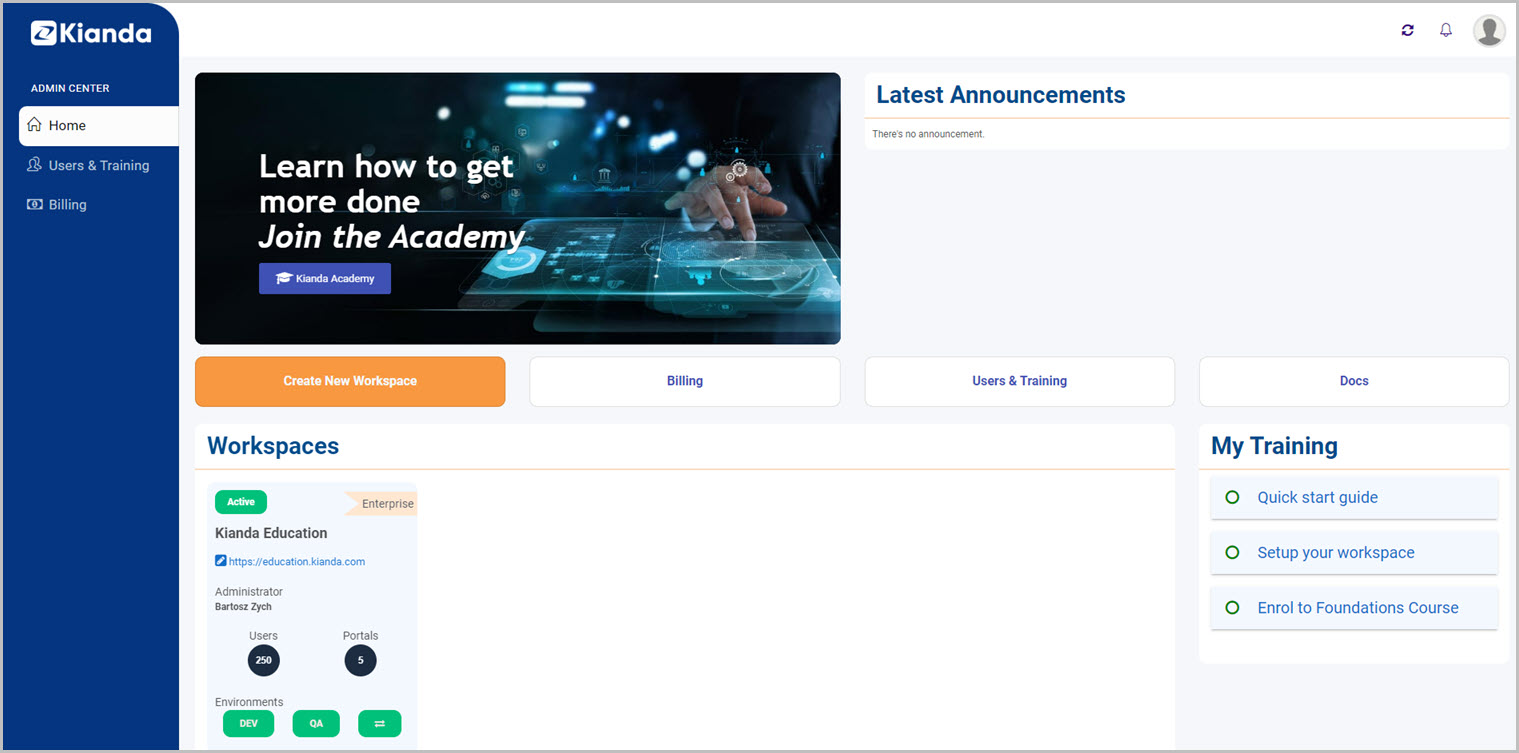 Kianda
ADMIN CENTER
Home
Users & Training
Billing
Learn how to get
more done
Join the Academy
Kianda Academy
Latest Announcements
There's no announcement.
Create New Workspace
Billing
Users & Training
Docs
Workspaces
Active
Enterprise
Kianda Education
https://education.kianda.com
Administrator
Bartosz Zych
Users
Portals
250
5
Environments
DEV
QA
My Training
Quick start guide
Setup your workspace
Enrol to Foundations Course